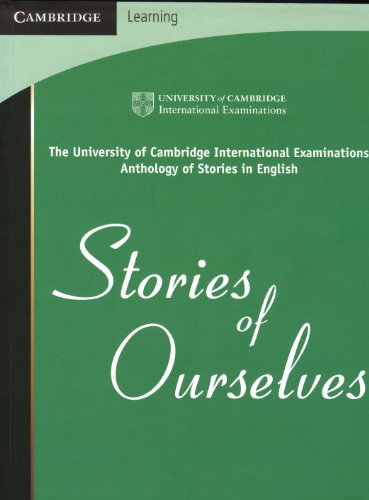 CAMBRIDGE Learning
UNIVERSITY of CAMBRIDGE
International Examinations
The University of Cambridge International Examinations
Anthology of Stories in English
Stories
of
Ourselves